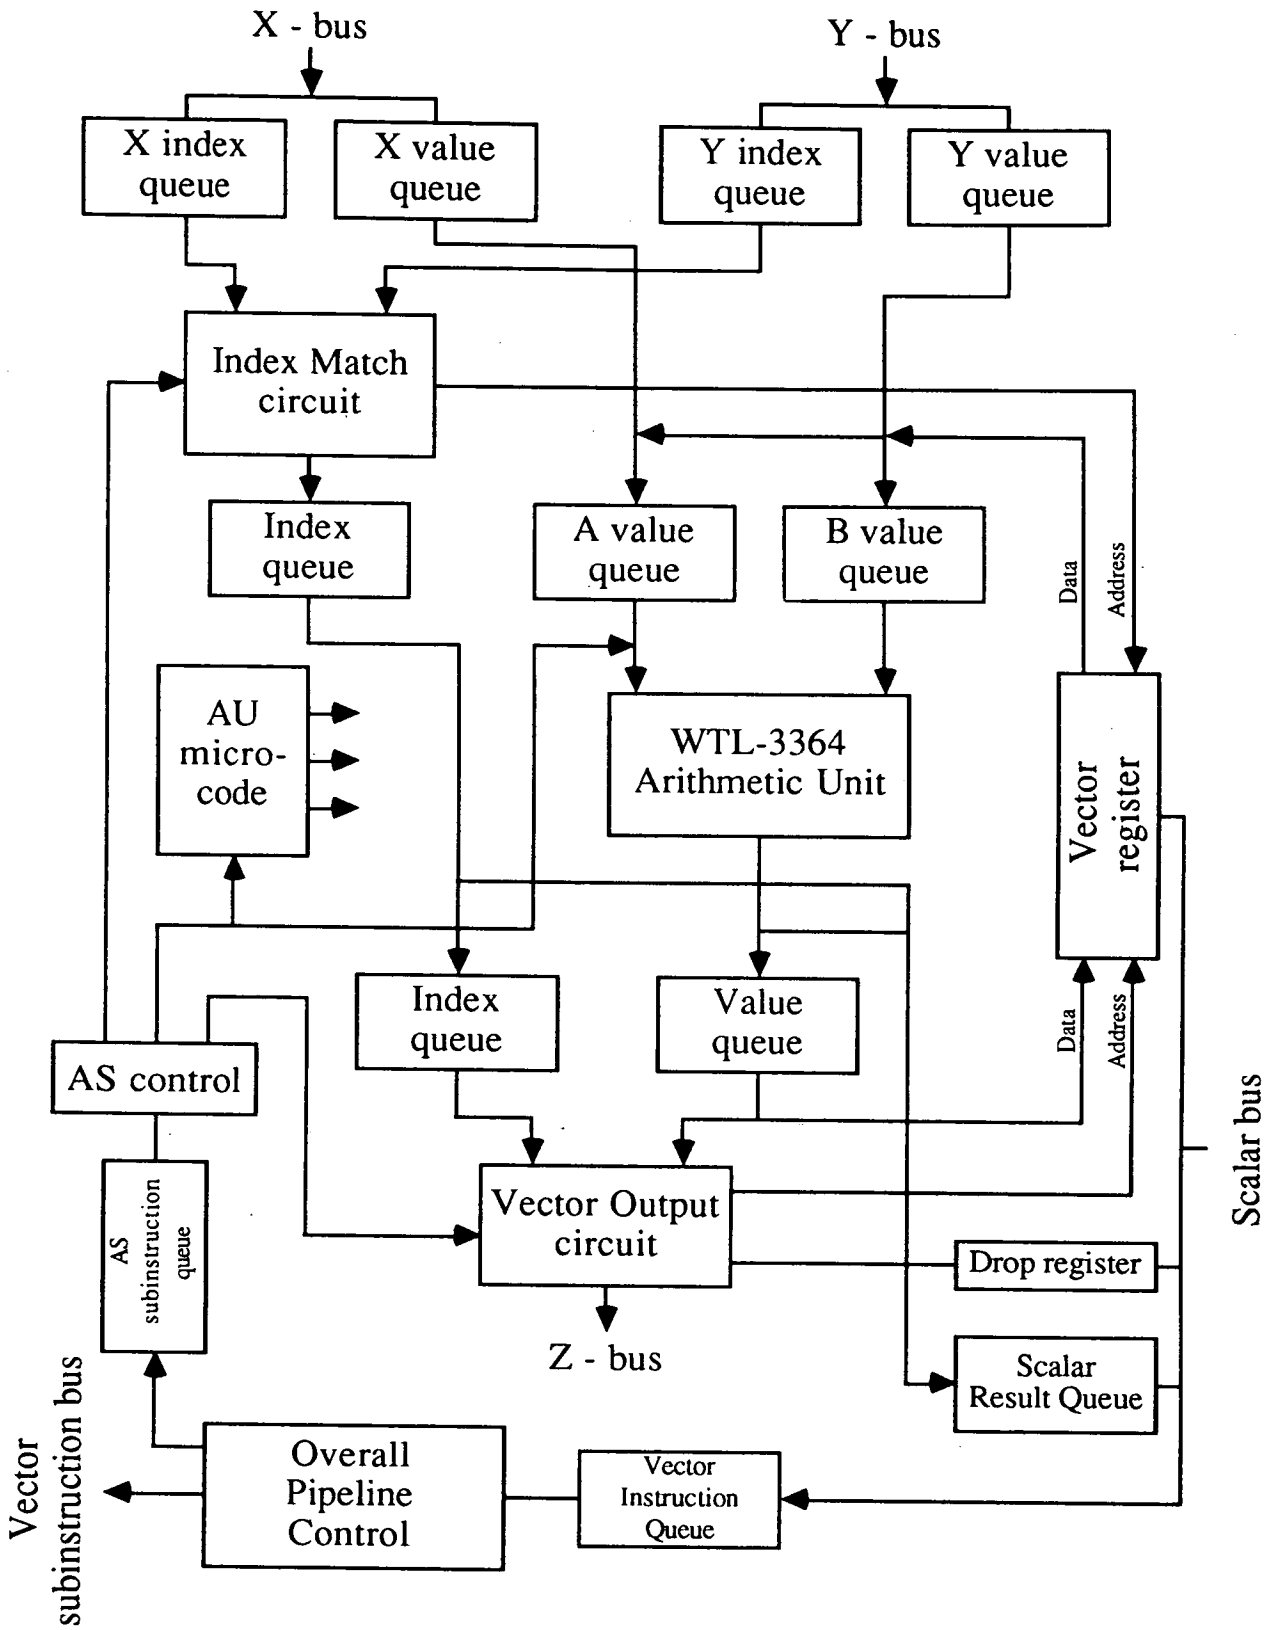 X - bus
Y - bus
X index
queue
X value
queue
Y index
queue
Y value
queue
Index Match
circuit
Index
queue
A value
queue
B value
queue
Data
Address
AU
micro-
code
WTL-3364
Arithmetic Unit
Vector
register
Index
queue
Value
queue
Data
Address
AS control
Scalar bus
AS
subinstruction
queue
Vector Output
circuit
Drop register
Z - bus
Scalar
Result Queue
Vector
subinstruction bus
Overall
Pipeline
Control
Vector
Instruction
Queue